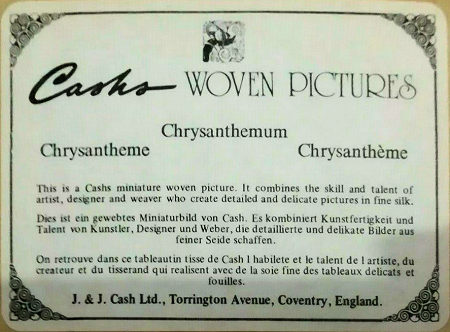 Cashs WOVEN PICTURES
Chrysanthemum
Chrysantheme Chrysanthème
This is a Cashs miniature woven picture. It combines the skill and talent of
artist, designer and weaver who create detailed and delicate pictures in fine silk.
Dies ist ein gewebtes Miniaturbild von Cash. Es kombiniert Kunstfertigkeit und
Talent von Kunstler, Designer und Weber, die detaillierte und delikate Bilder aus
feiner Seide schaffen.
On retrouve dans ce tableautin tisse de Cash l habilete et le talent de l artiste, du
createur et du tisserand qui realisent avec de la soie fine des tableaux delicats et
fouilles.
J. & J. Cash Ltd., Torrington Avenue, Coventry, England.